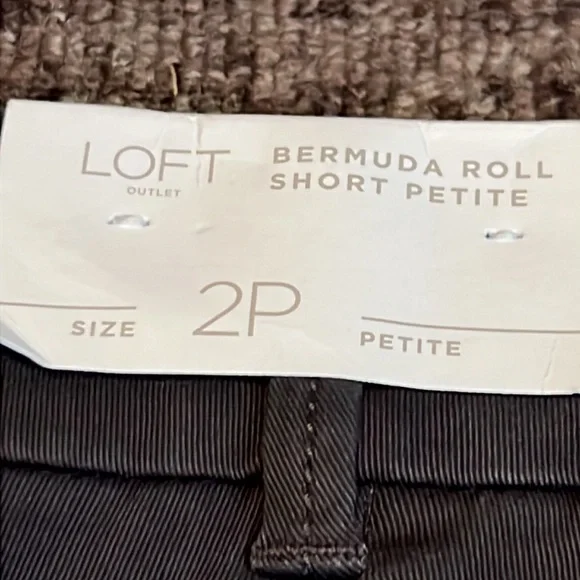 LOFT
OUTLET
BERMUDA ROLL
SHORT PETITE
SIZE 2P PETITE